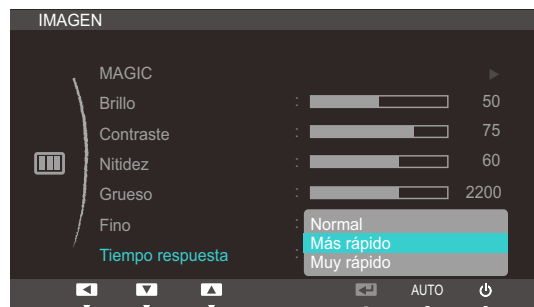 IMAGEN
MAGIC
Brillo : 50
Contraste : 75
Nitidez : 60
Grueso : 2200
Fino : Normal
Más rápido
Tiempo respuesta :
Muy rápido
AUTO